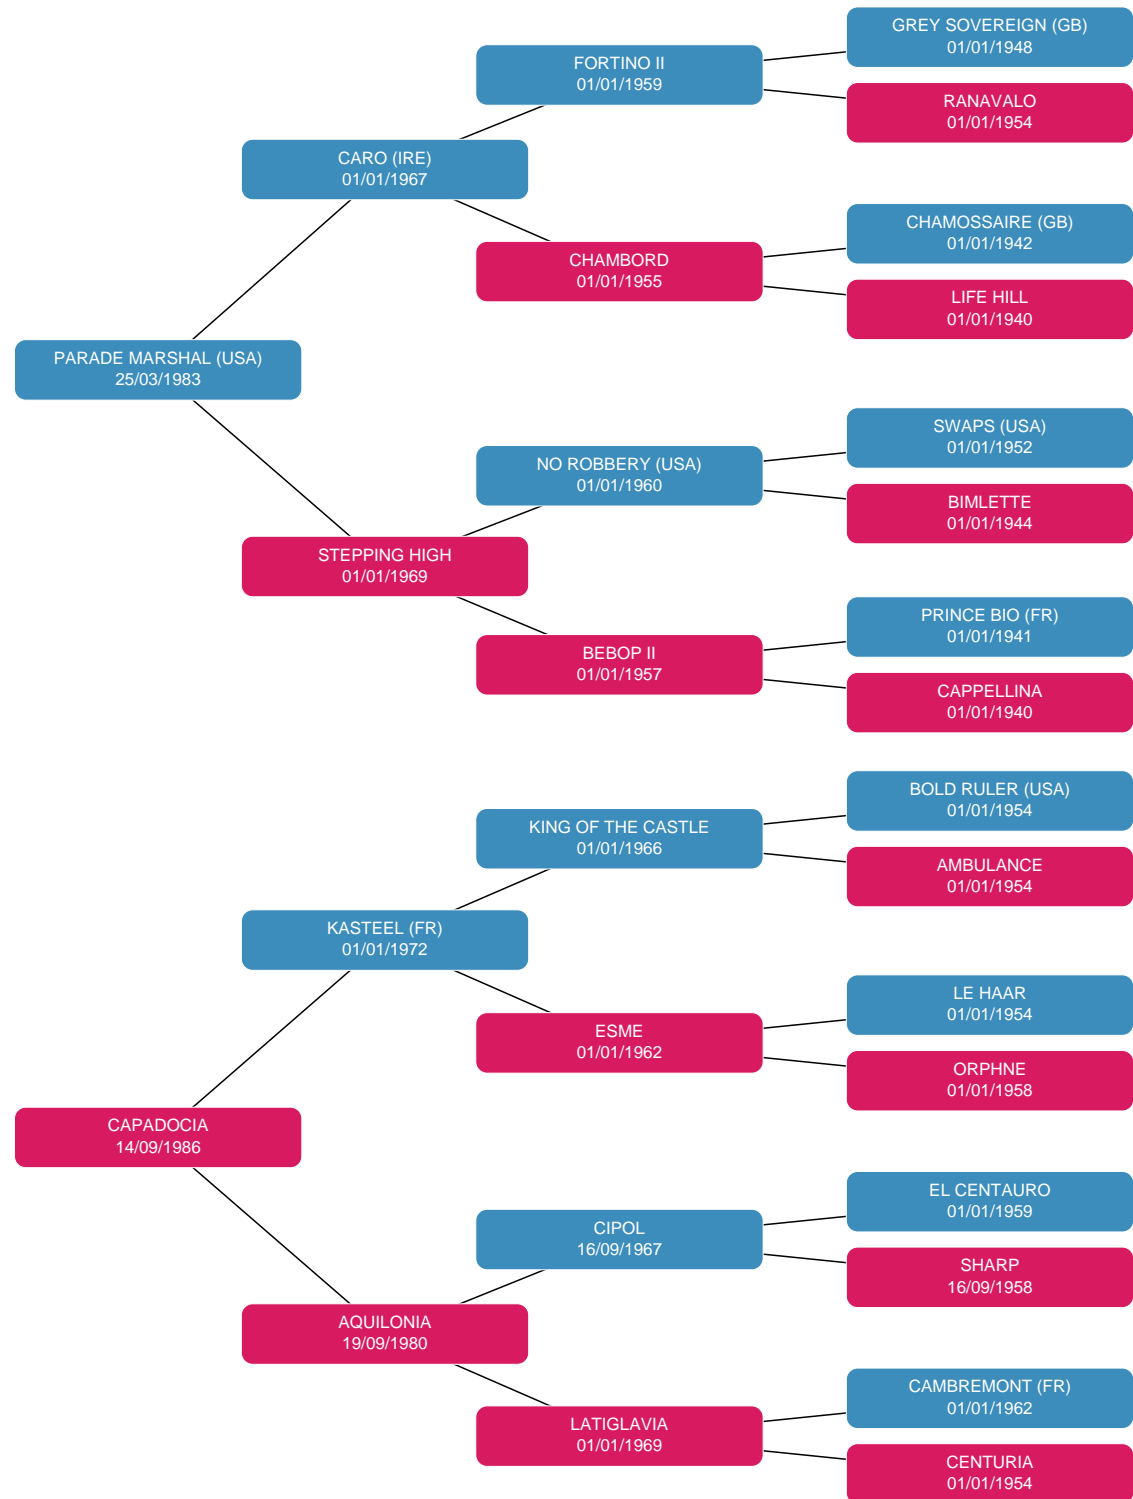 GREY SOVEREIGN (GB)
01/01/1948
FORTINO II
01/01/1959
RANAVALO
01/01/1954
CARO (IRE)
01/01/1967
CHAMOSSAIRE (GB)
01/01/1942
CHAMBORD
01/01/1955
LIFE HILL
01/01/1940
PARADE MARSHAL (USA)
25/03/1983
SWAPS (USA)
01/01/1952
NO ROBBERY (USA)
01/01/1960
BIMLETTE
01/01/1944
STEPPING HIGH
01/01/1969
PRINCE BIO (FR)
01/01/1941
BEBOP II
01/01/1957
CAPPELLINA
01/01/1940
BOLD RULER (USA)
01/01/1954
KING OF THE CASTLE
01/01/1966
AMBULANCE
01/01/1954
KASTEEL (FR)
01/01/1972
LE HAAR
01/01/1954
ESME
01/01/1962
ORPHNE
01/01/1958
CAPADOCIA
14/09/1986
EL CENTAURO
01/01/1959
CIPOL
16/09/1967
SHARP
16/09/1958
AQUILONIA
19/09/1980
CAMBREMONT (FR)
01/01/1962
LATIGLAVIA
01/01/1969
CENTURIA
01/01/1954